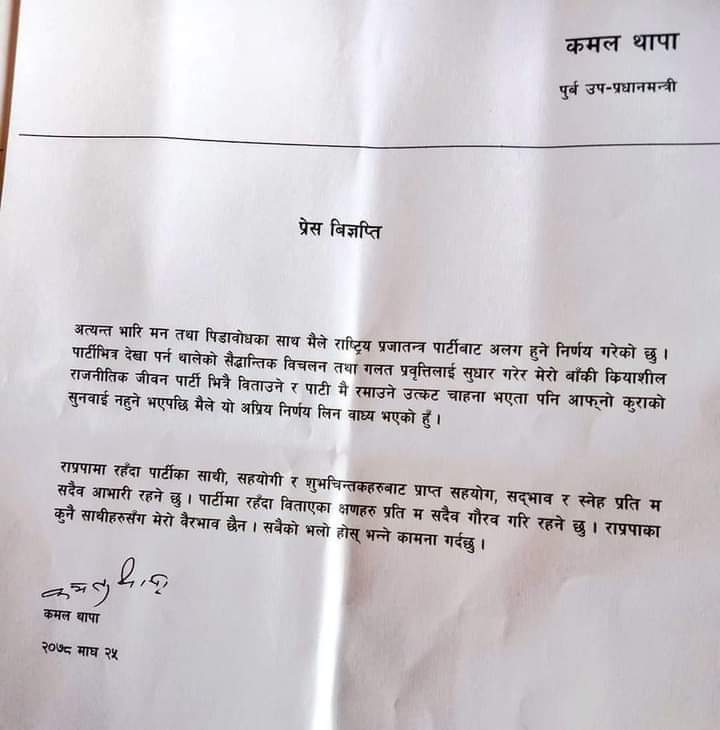 कमल थापा
पुर्ब उप-प्रधानमन्त्री
प्रेस बिज्ञप्ति
अत्यन्त भारि मन तथा पिडावोधका साथ मैले राष्ट्रिय प्रजातन्त्र पार्टीबाट अलग हुने निर्णय गरेको छु ।
पार्टीभित्र देखा पर्न थालेको सैद्धान्तिक विचलन तथा गलत प्रवृत्तिलाई सुधार गरेर मेरो बाँकी कियाशील
राजनीतिक जीवन पार्टी भित्रै विताउने र पाटी मै रमाउने उत्कट चाहना भएता पनि आफ्नो कुराको
सुनवाई नहुने भएपछि मैले यो अप्रिय निर्णय लिन वाध्य भएको हुँ ।
राप्रपामा रहँदा पार्टीका साथी, सहयोगी र शुभचिन्तकहरुबाट प्राप्त सहयोग, सद्‌भाव र स्नेह प्रति म
सदैव आभारी रहने छु । पार्टीमा रहँदा विताएका क्षणहरु प्रति म सदैव गौरव गरि रहने छु । राप्रपाका
कुनै साथीहरुसँग मेरो वैरभाव छैन । सबैको भलो होस् भन्ने कामना गर्दछु ।
कमल थापा
कमल थापा
२०७८ माघ २५